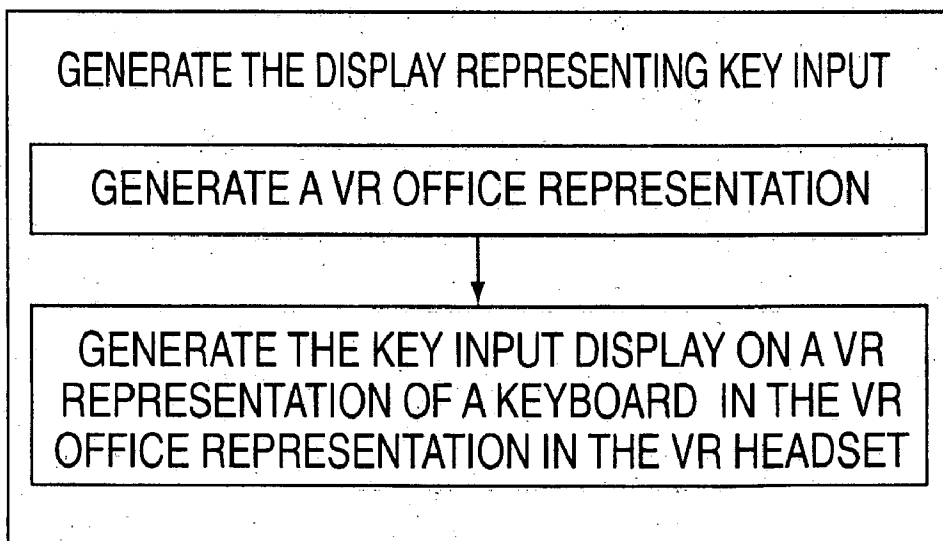 GENERATE THE DISPLAY REPRESENTING KEY INPUT
GENERATE A VR OFFICE REPRESENTATION
GENERATE THE KEY INPUT DISPLAY ON A VR
REPRESENTATION OF A KEYBOARD IN THE VR
OFFICE REPRESENTATION IN THE VR HEADSET